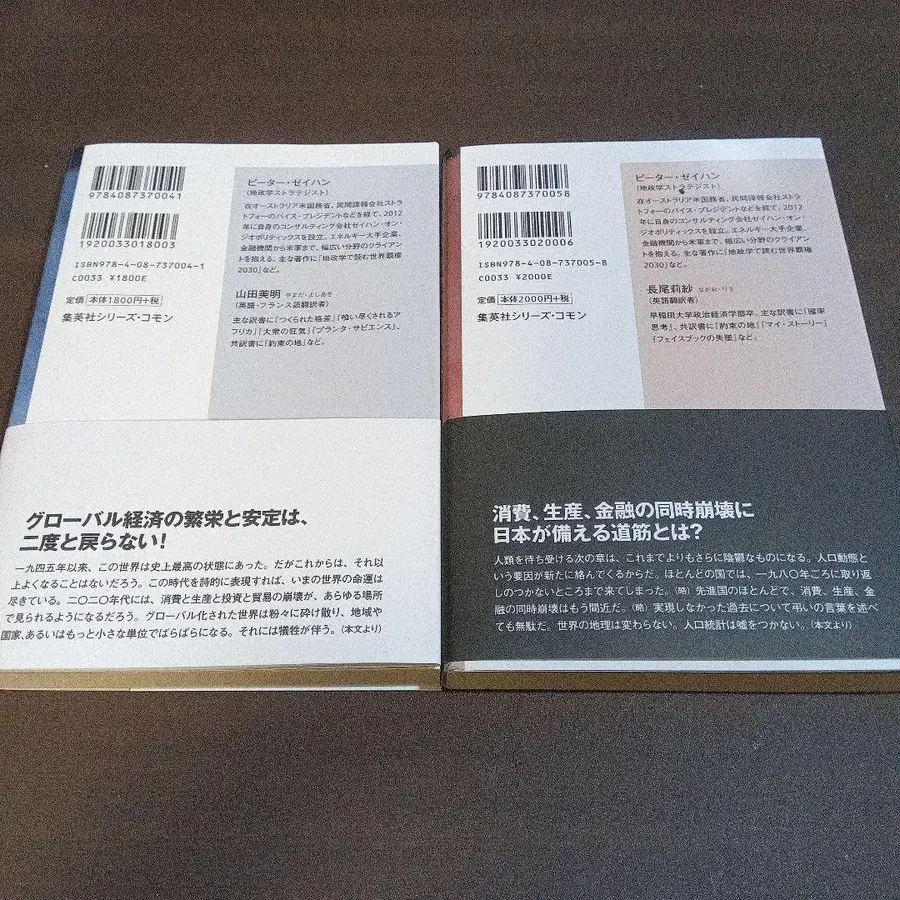 9784087370041
1920033018003
ISBN978-4-08-737004-1
C0033 ¥1800E
定価 本体1800円+税
集英社シリーズ・コモン
ピーター・ゼイハン
(地政学ストラテジスト)
在オーストラリア米国務省、民間諜報会社ストラ
トフォーのバイス・プレジデントなどを経て、2012
年に自身のコンサルティング会社ゼイハン・オン・
ジオポリティックスを設立。エネルギー大手企業、
金融機関から米軍まで、幅広い分野のクライアン
トを抱える。主な著作に『地政学で読む世界覇権
2030』など。
山田美明 やまだ・よしあき
(英語・フランス語翻訳者)
主な訳書に『つくられた格差』『喰い尽くされるア
フリカ』『大衆の狂気』『プランタ・サピエンス』、
共訳書に『約束の地』など。
グローバル経済の繁栄と安定は、
二度と戻らない!
一九四五年以来、この世界は史上最高の状態にあった。だがこれからは、それ以
上よくなることはないだろう。この時代を詩的に表現すれば、いまの世界の命運は
尽きている。二〇二〇年代には、消費と生産と投資と貿易の崩壊が、あらゆる場所
で見られるようになるだろう。グローバル化された世界は粉々に砕け散り、地域や
国家、あるいはもっと小さな単位でばらばらになる。それには犠牲が伴う。(本文より)
9784087370058
1920033020006
ISBN978-4-08-737005-8
C0033 ¥2000E
定価 本体2000円+税
集英社シリーズ・コモン
ピーター・ゼイハン
(地政学ストラテジスト)
在オーストラリア米国務省、民間諜報会社ストラ
トフォーのバイス・プレジデントなどを経て、2012
年に自身のコンサルティング会社ゼイハン・オン・
ジオポリティックスを設立。エネルギー大手企業、
金融機関から米軍まで、幅広い分野のクライアン
トを抱える。主な著作に『地政学で読む世界覇権
2030』など。
長尾莉紗 ながお・りさ
(英語翻訳者)
早稲田大学政治経済学部卒。主な訳書に『確率
思考』、共訳書に『約束の地』『マイ・ストーリー』
『フェイスブックの失墜』など。
消費、生産、金融の同時崩壊に
日本が備える道筋とは?
人類を待ち受ける次の章は、これまでよりもさらに陰鬱なものになる。人口動態と
いう要因が新たに絡んでくるからだ。ほとんどの国では、一九八〇年ころに取り返
しのつかないところまで来てしまった。(略)先進国のほとんどで、消費、生産、金
融の同時崩壊はもう間近だ。(略)実現しなかった過去について弔いの言葉を述べ
ても無駄だ。世界の地理は変わらない。人口統計は嘘をつかない。(本文より)